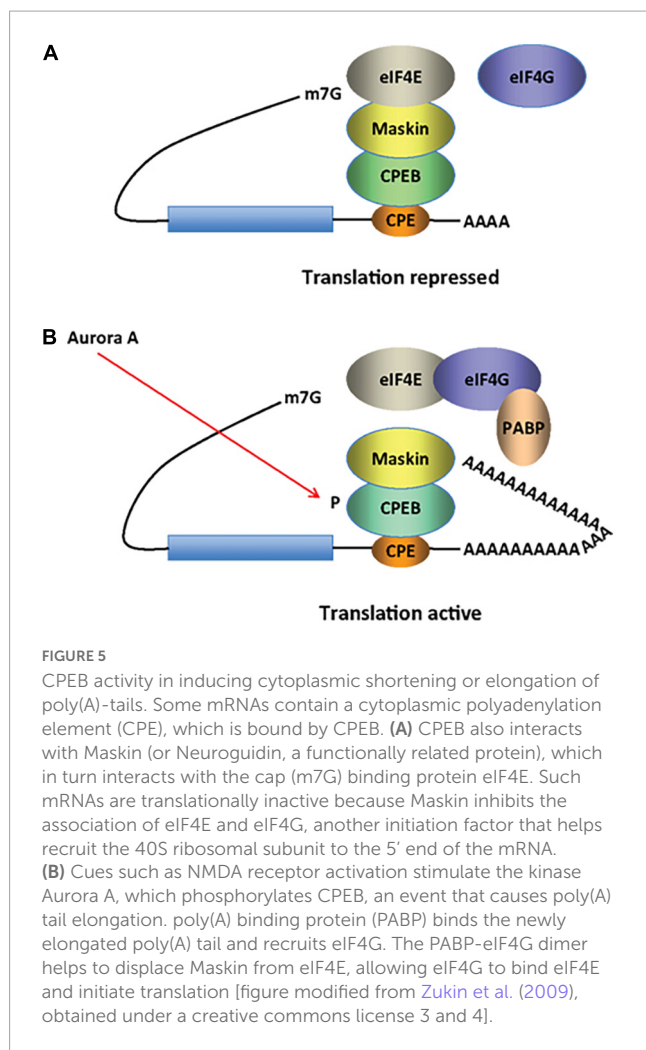 A
eIF4E
eIF4G
m7G
Maskin
CPEB
CPE
AAAA
Translation repressed
B
Aurora A
eIF4E
eIF4G
m7G
PABP
Maskin
AAAAAAAAAAAAA
P
CPEB
AAA
CPE
AAAAAAAAAA
Translation active
FIGURE 5
CPEB activity in inducing cytoplasmic shortening or elongation of
poly(A)-tails. Some mRNAs contain a cytoplasmic polyadenylation
element (CPE), which is bound by CPEB. (A) CPEB also interacts
with Maskin (or Neuroguidin, a functionally related protein), which
in turn interacts with the cap (m7G) binding protein eIF4E. Such
mRNAs are translationally inactive because Maskin inhibits the
association of eIF4E and eIF4G, another initiation factor that helps
recruit the 40S ribosomal subunit to the 5’ end of the mRNA.
(B) Cues such as NMDA receptor activation stimulate the kinase
Aurora A, which phosphorylates CPEB, an event that causes poly(A)
tail elongation. poly(A) binding protein (PABP) binds the newly
elongated poly(A) tail and recruits eIF4G. The PABP-eIF4G dimer
helps to displace Maskin from eIF4E, allowing eIF4G to bind eIF4E
and initiate translation [figure modified from Zukin et al. (2009),
obtained under a creative commons license 3 and 4].